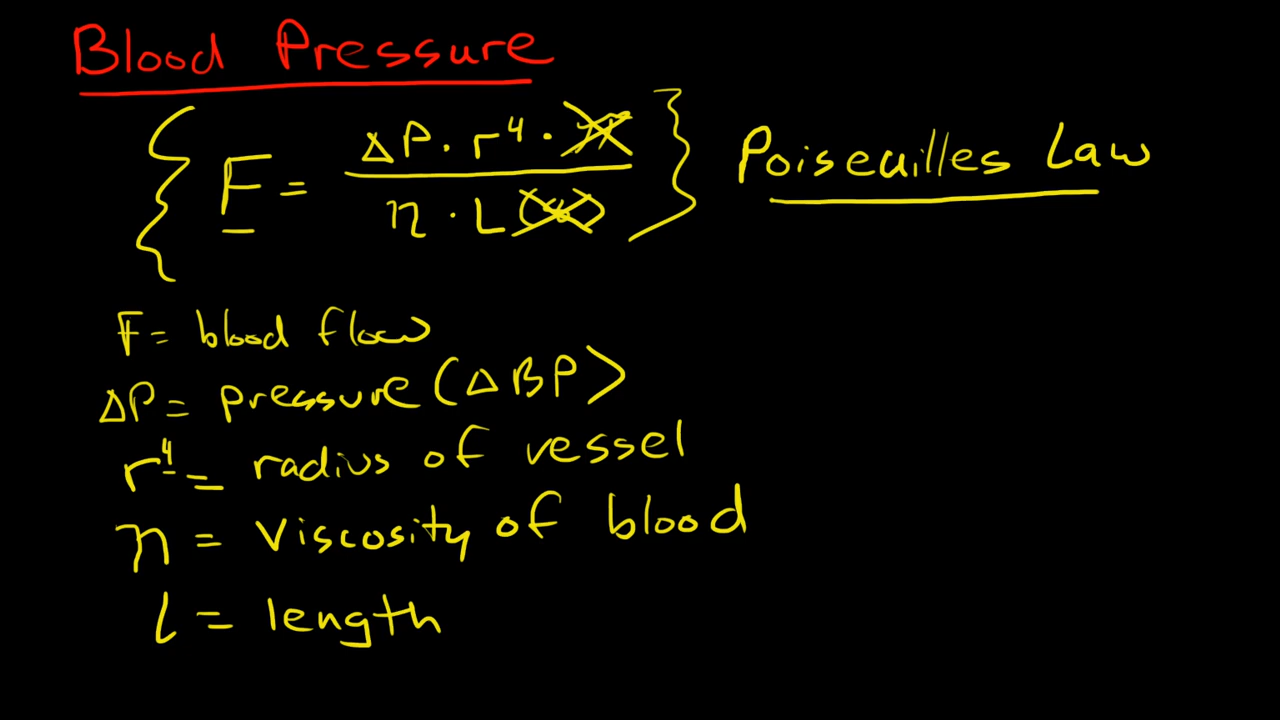 Blood Pressure
F = ΔP · r⁴ · π / η · L (8)
Poiseuilles Law
F = blood flow
ΔP = pressure (ΔBP)
r⁴ = radius of vessel
η = Viscosity of blood
l = length